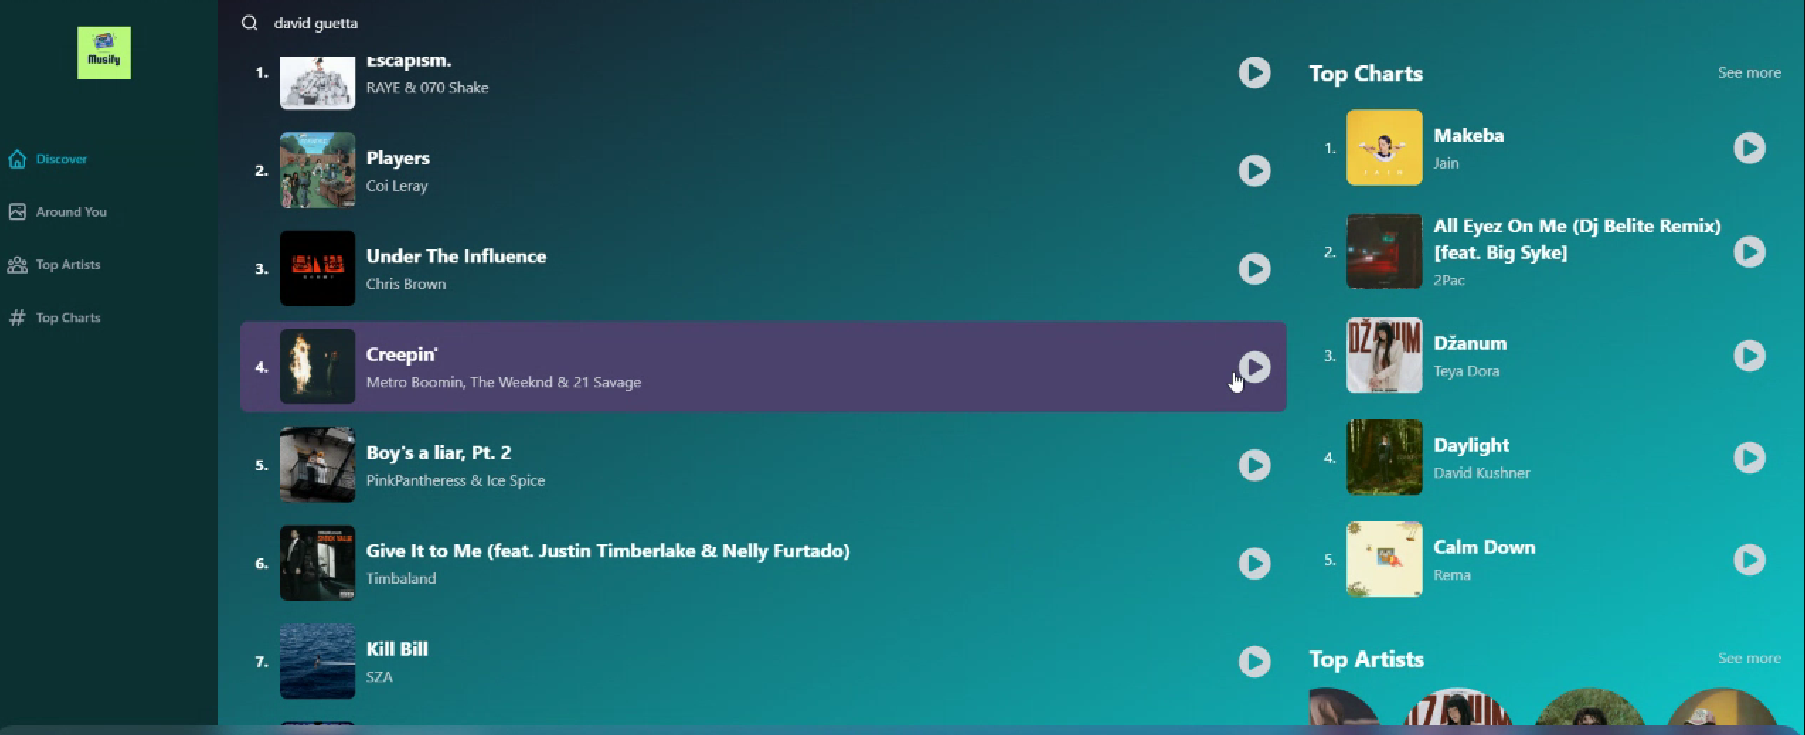 Musify
Discover
Around You
Top Artists
Top Charts
david guetta
1.
Escapism.
RAYE & 070 Shake
2.
Players
Coi Leray
3.
Under The Influence
Chris Brown
4.
Creepin'
Metro Boomin, The Weeknd & 21 Savage
5.
Boy's a liar, Pt. 2
PinkPantheress & Ice Spice
6.
Give It to Me (feat. Justin Timberlake & Nelly Furtado)
Timbaland
7.
Kill Bill
SZA
Top Charts
See more
1.
Makeba
Jain
JAIN
2.
All Eyez On Me (Dj Belite Remix)
[feat. Big Syke]
2Pac
3.
DŽANUM
Džanum
Teya Dora
4.
Daylight
David Kushner
5.
Calm Down
Rema
Top Artists
See more